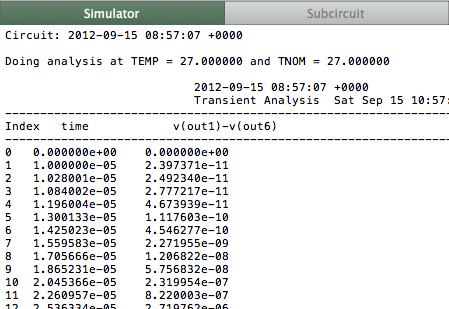 Simulator Subcircuit
Circuit: 2012-09-15 08:57:07 +0000
Doing analysis at TEMP = 27.000000 and TNOM = 27.000000
2012-09-15 08:57:07 +0000
Transient Analysis Sat Sep 15 10:57:
--------------------------------------------------------------------------------
Index time v(out1)-v(out6)
--------------------------------------------------------------------------------
0 0.000000e+00 0.000000e+00
1 1.000000e-05 2.397371e-11
2 1.028001e-05 2.492340e-11
3 1.084002e-05 2.777217e-11
4 1.196004e-05 4.673939e-11
5 1.300133e-05 1.117603e-10
6 1.425023e-05 4.546277e-10
7 1.559583e-05 2.271955e-09
8 1.705666e-05 1.206822e-08
9 1.865231e-05 5.756832e-08
10 2.045366e-05 2.319954e-07
11 2.260957e-05 8.220003e-07
12 2.536334e-05 2.719762e-06